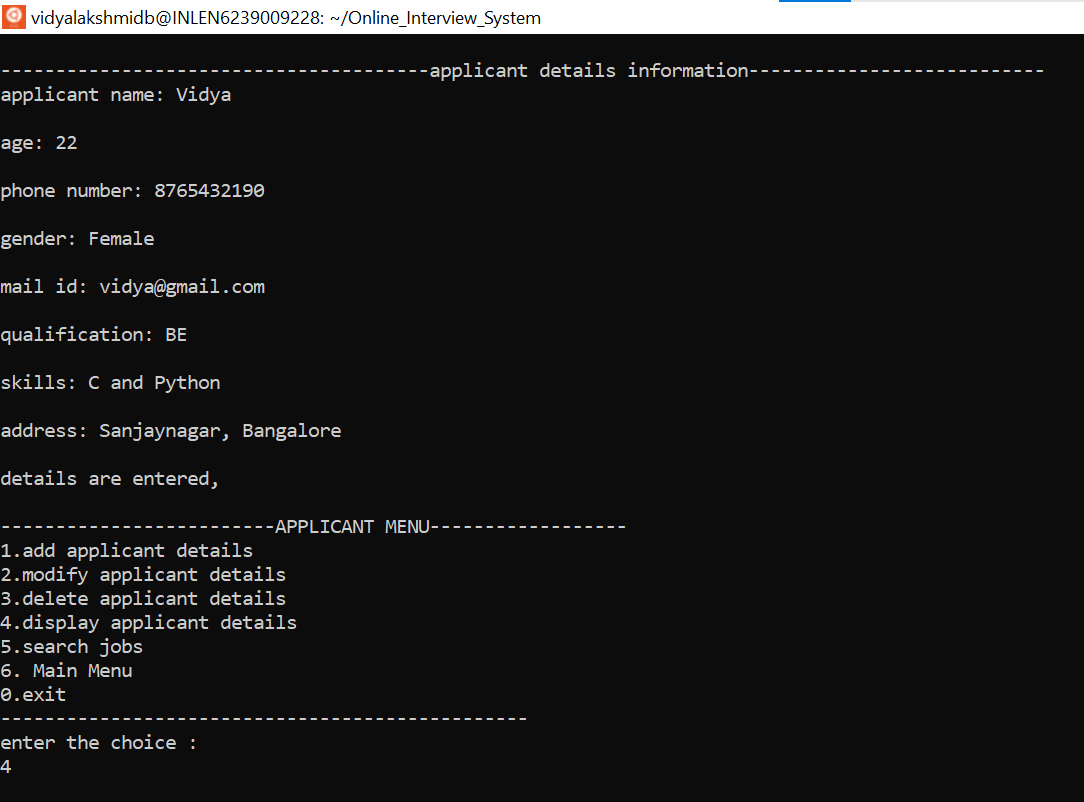 vidyalakshmidb@INLEN6239009228: ~/Online_Interview_System
---------------------------------------applicant details information---------------------------
applicant name: Vidya
age: 22
phone number: 8765432190
gender: Female
mail id: vidya@gmail.com
qualification: BE
skills: C and Python
address: Sanjaynagar, Bangalore
details are entered,
-------------------------APPLICANT MENU------------------
1.add applicant details
2.modify applicant details
3.delete applicant details
4.display applicant details
5.search jobs
6. Main Menu
0.exit
------------------------------------------------
enter the choice :
4